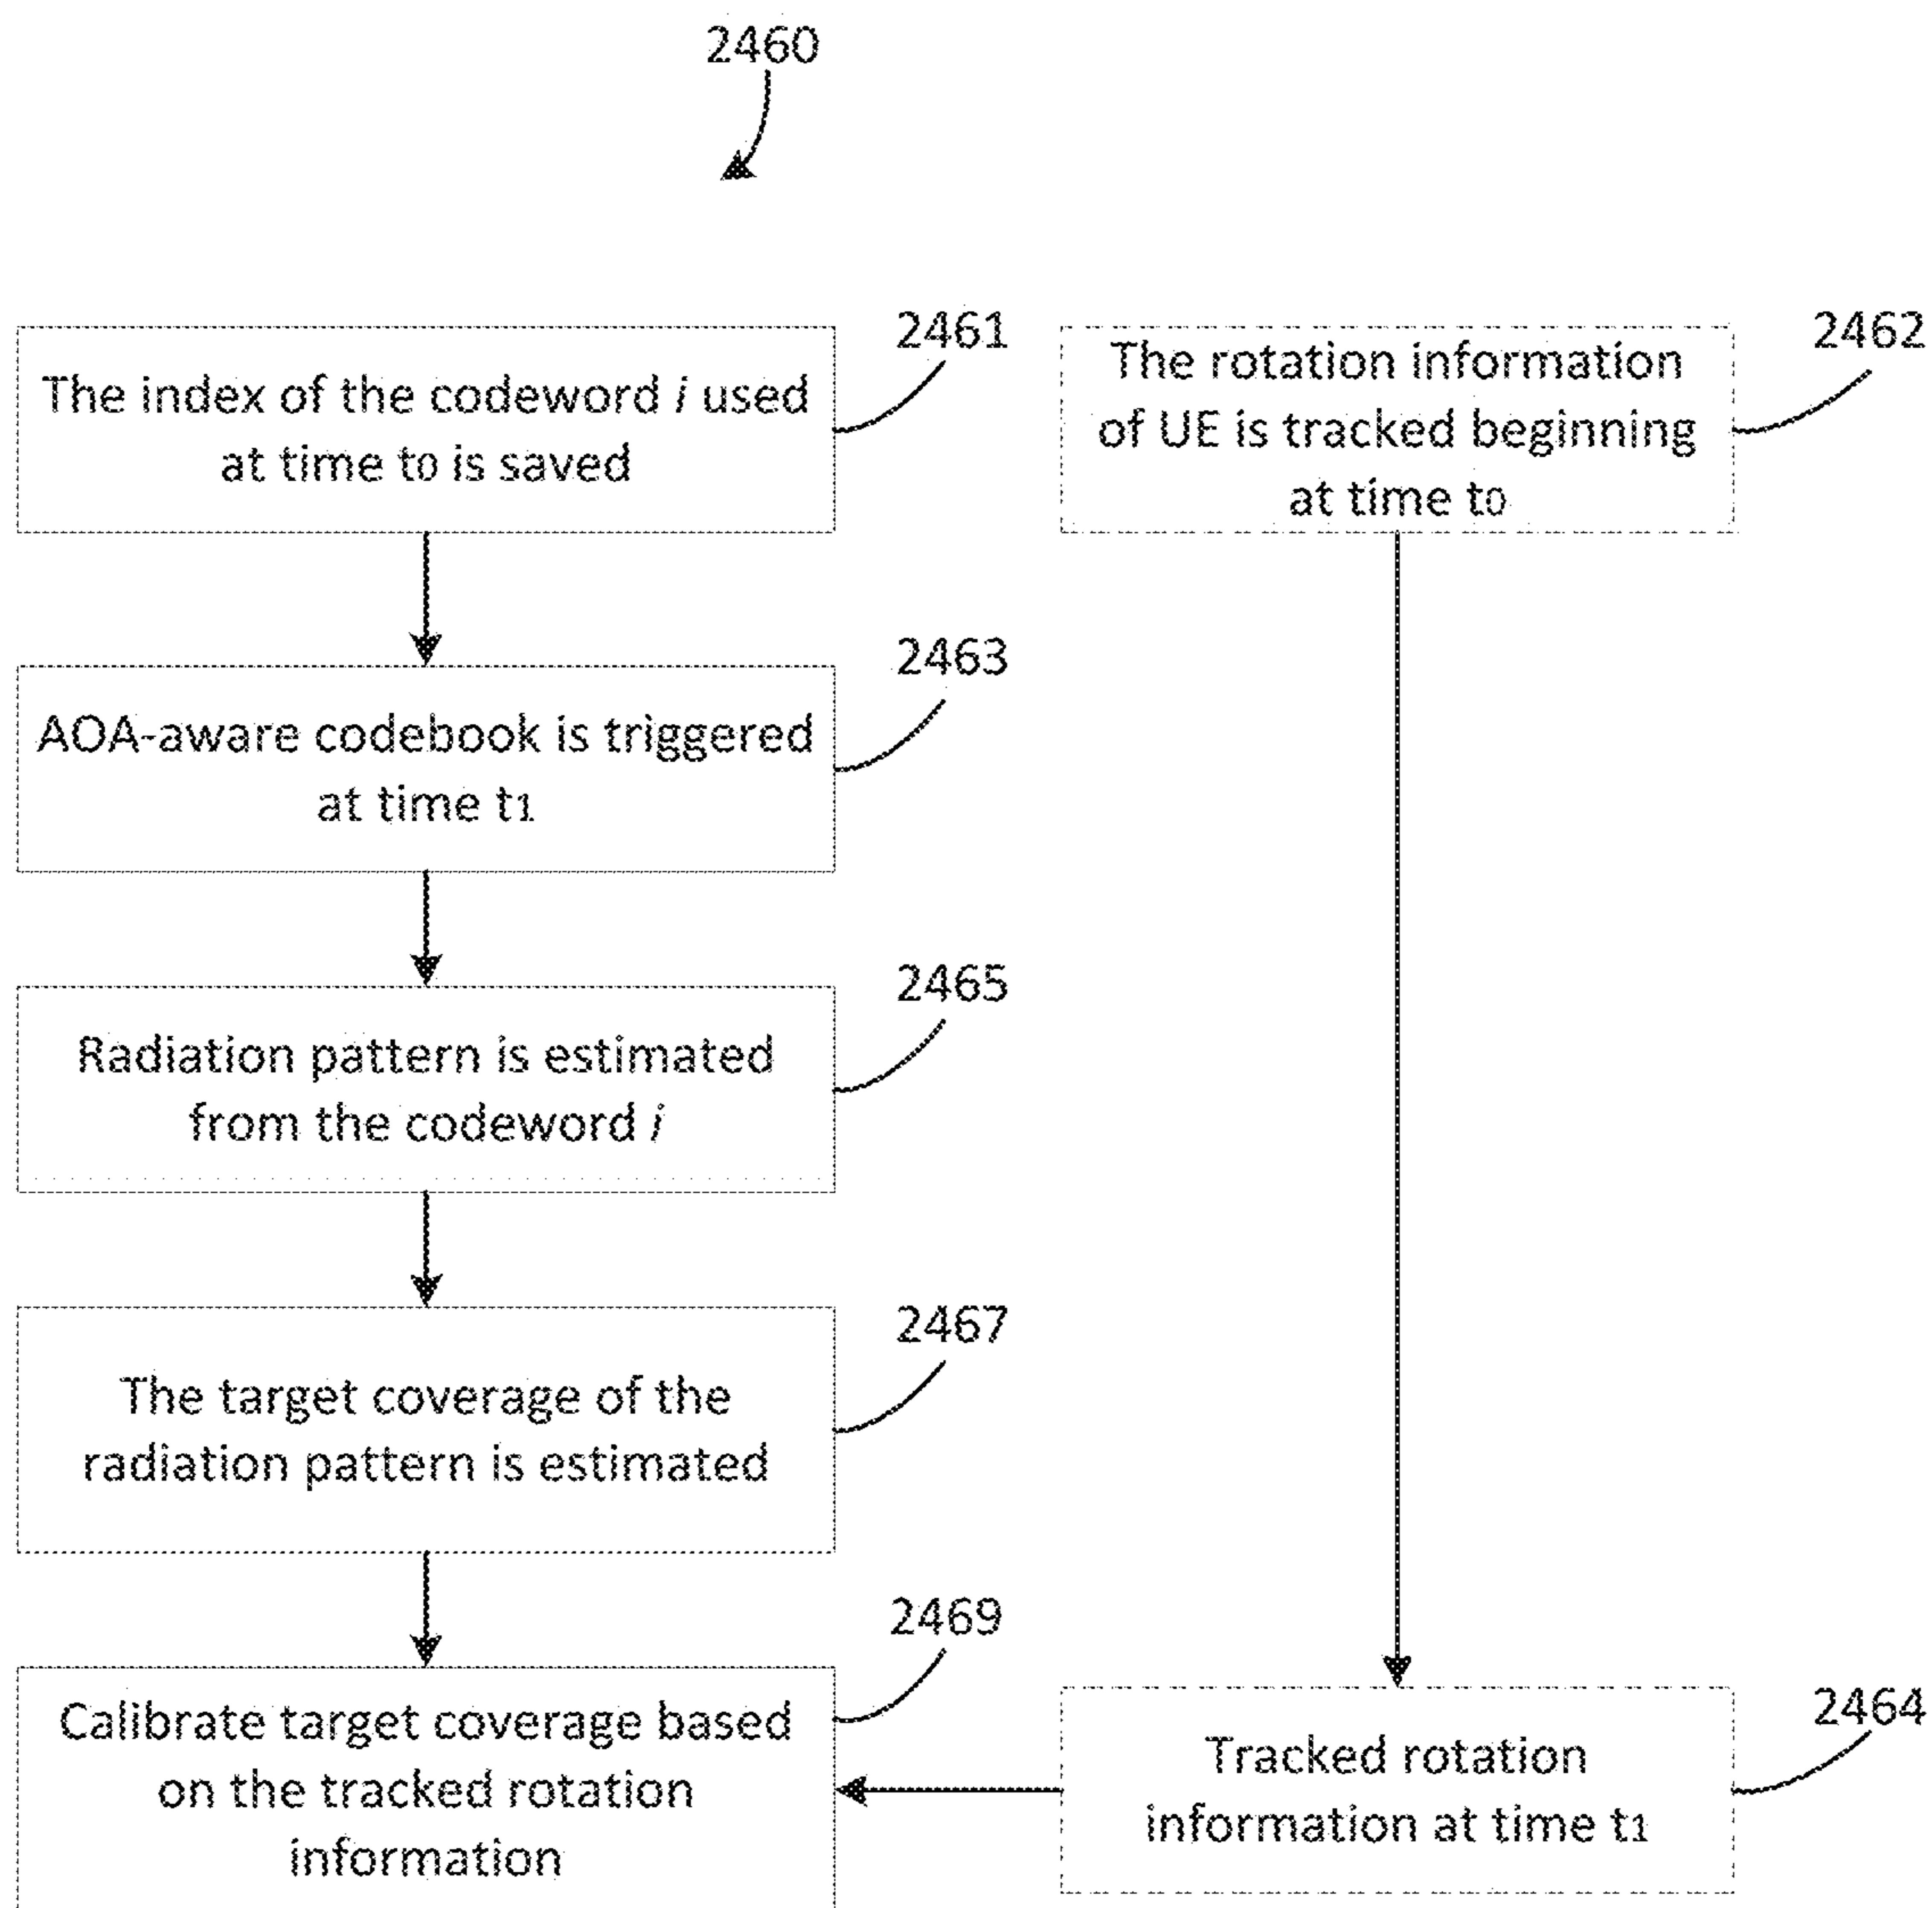 2460
2461
The index of the codeword i used
at time t0 is saved
2462
The rotation information
of UE is tracked beginning
at time t0
2463
AOA-aware codebook is triggered
at time t1
2465
Radiation pattern is estimated
from the codeword i
2467
The target coverage of the
radiation pattern is estimated
2469
Calibrate target coverage based
on the tracked rotation
information
2464
Tracked rotation
information at time t1